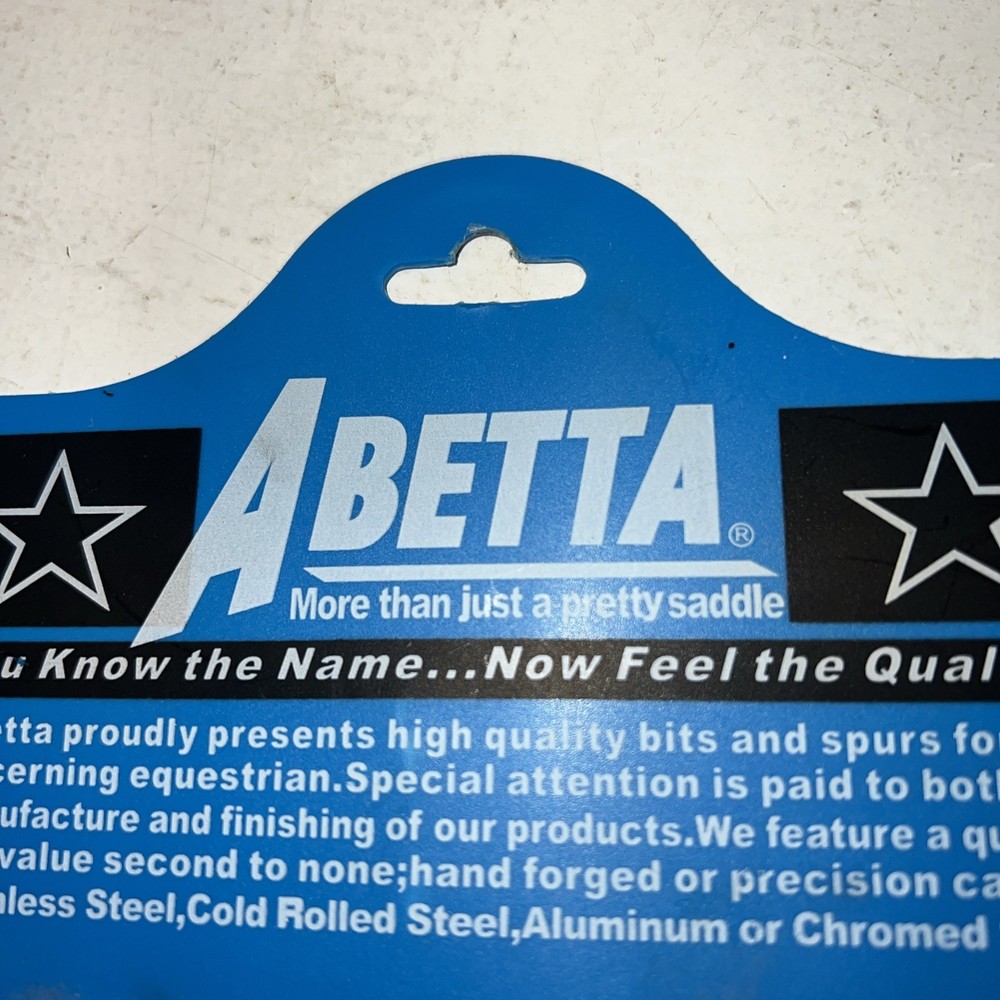 ABETTA®
More than just a pretty saddle
u Know the Name...Now Feel the Qual
etta proudly presents high quality bits and spurs fo
cerning equestrian.Special attention is paid to bot
ufacture and finishing of our products.We feature a qu
value second to none;hand forged or precision ca
nless Steel,Cold Rolled Steel,Aluminum or Chromed